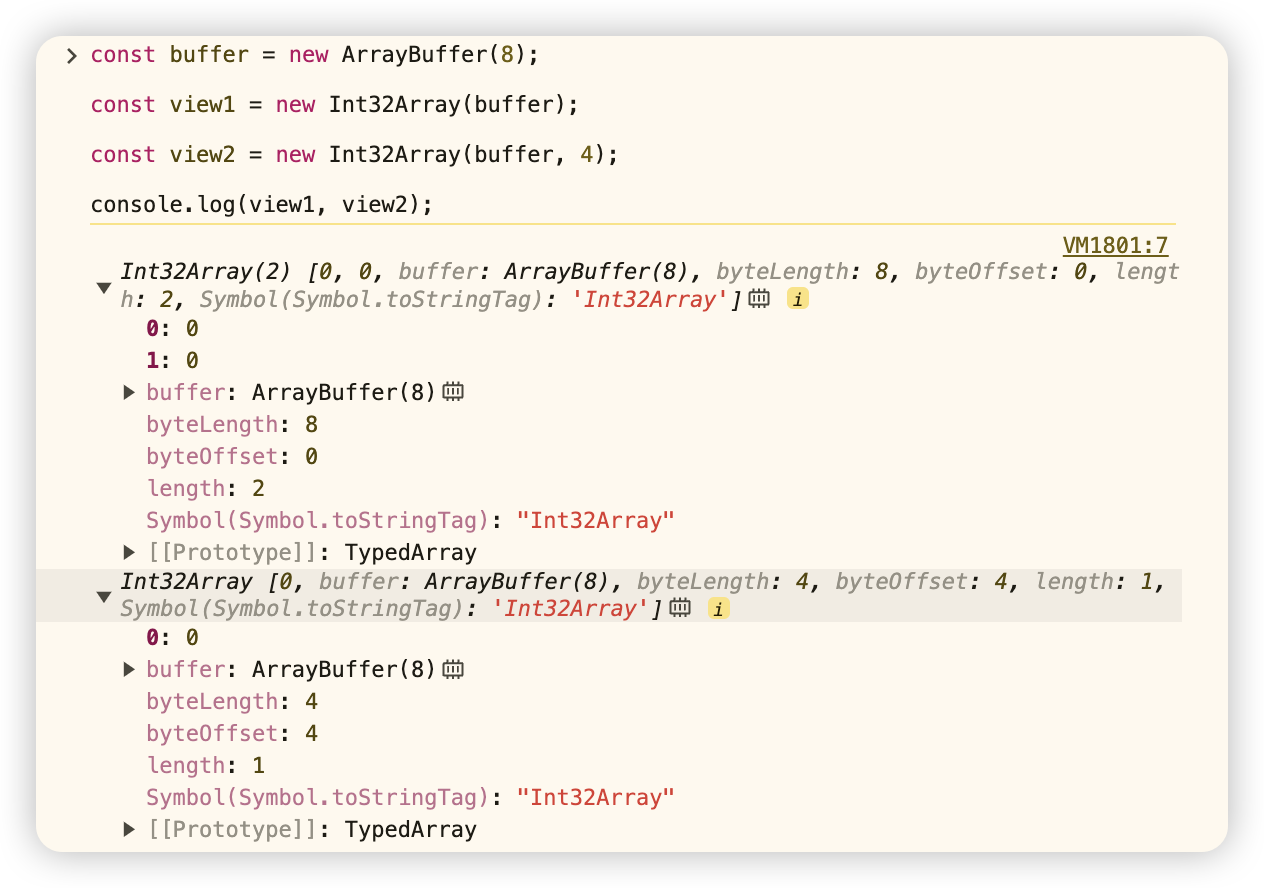 const buffer = new ArrayBuffer(8);
const view1 = new Int32Array(buffer);
const view2 = new Int32Array(buffer, 4);
console.log(view1, view2);
VM1801:7
Int32Array(2) [0, 0, buffer: ArrayBuffer(8), byteLength: 8, byteOffset: 0, lengt
h: 2, Symbol(Symbol.toStringTag): 'Int32Array'] i
0: 0
1: 0
buffer: ArrayBuffer(8)
byteLength: 8
byteOffset: 0
length: 2
Symbol(Symbol.toStringTag): "Int32Array"
[[Prototype]]: TypedArray
Int32Array [0, buffer: ArrayBuffer(8), byteLength: 4, byteOffset: 4, length: 1,
Symbol(Symbol.toStringTag): 'Int32Array'] i
0: 0
buffer: ArrayBuffer(8)
byteLength: 4
byteOffset: 4
length: 1
Symbol(Symbol.toStringTag): "Int32Array"
[[Prototype]]: TypedArray